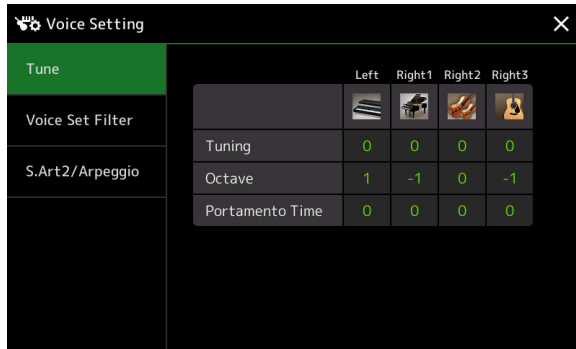 Voice Setting
Tune
Voice Set Filter
S.Art2/Arpeggio
Left Right1 Right2 Right3
Tuning 0 0 0 0
Octave 1 -1 0 -1
Portamento Time 0 0 0 0